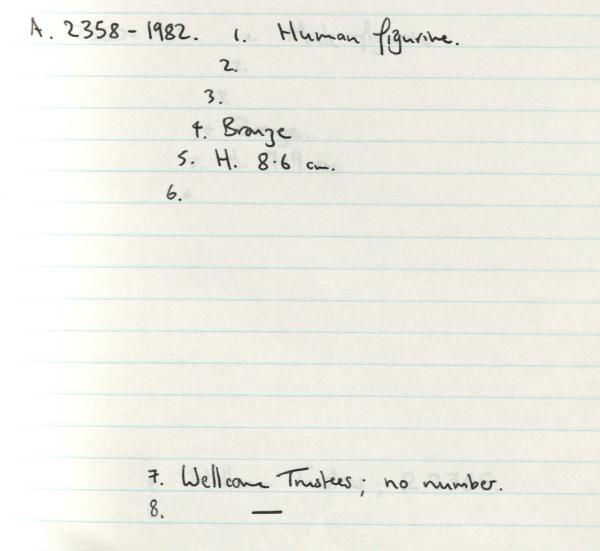 A. 2358 - 1982. 1. Human figurine.
2.
3.
4. Bronze
5. H. 8.6 cm.
6.
7. Wellcome Trustees; no number.
8. —